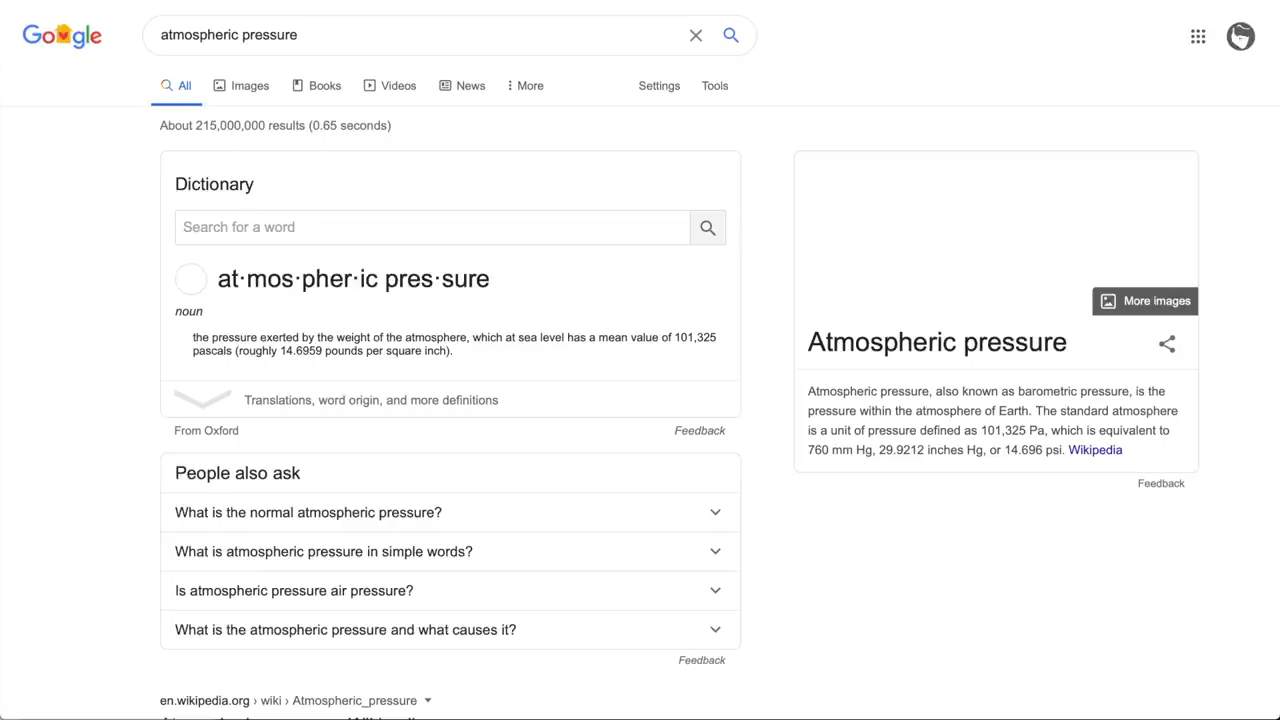 Google
atmospheric pressure
All Images Books Videos News More Settings Tools
About 215,000,000 results (0.65 seconds)
Dictionary
Search for a word
at·mos·pher·ic pres·sure
noun
the pressure exerted by the weight of the atmosphere, which at sea level has a mean value of 101,325
pascals (roughly 14.6959 pounds per square inch).
Translations, word origin, and more definitions
From Oxford Feedback
People also ask
What is the normal atmospheric pressure?
What is atmospheric pressure in simple words?
Is atmospheric pressure air pressure?
What is the atmospheric pressure and what causes it?
Feedback
en.wikipedia.org › wiki › Atmospheric_pressure
More images
Atmospheric pressure
Atmospheric pressure, also known as barometric pressure, is the
pressure within the atmosphere of Earth. The standard atmosphere
is a unit of pressure defined as 101,325 Pa, which is equivalent to
760 mm Hg, 29.9212 inches Hg, or 14.696 psi. Wikipedia
Feedback